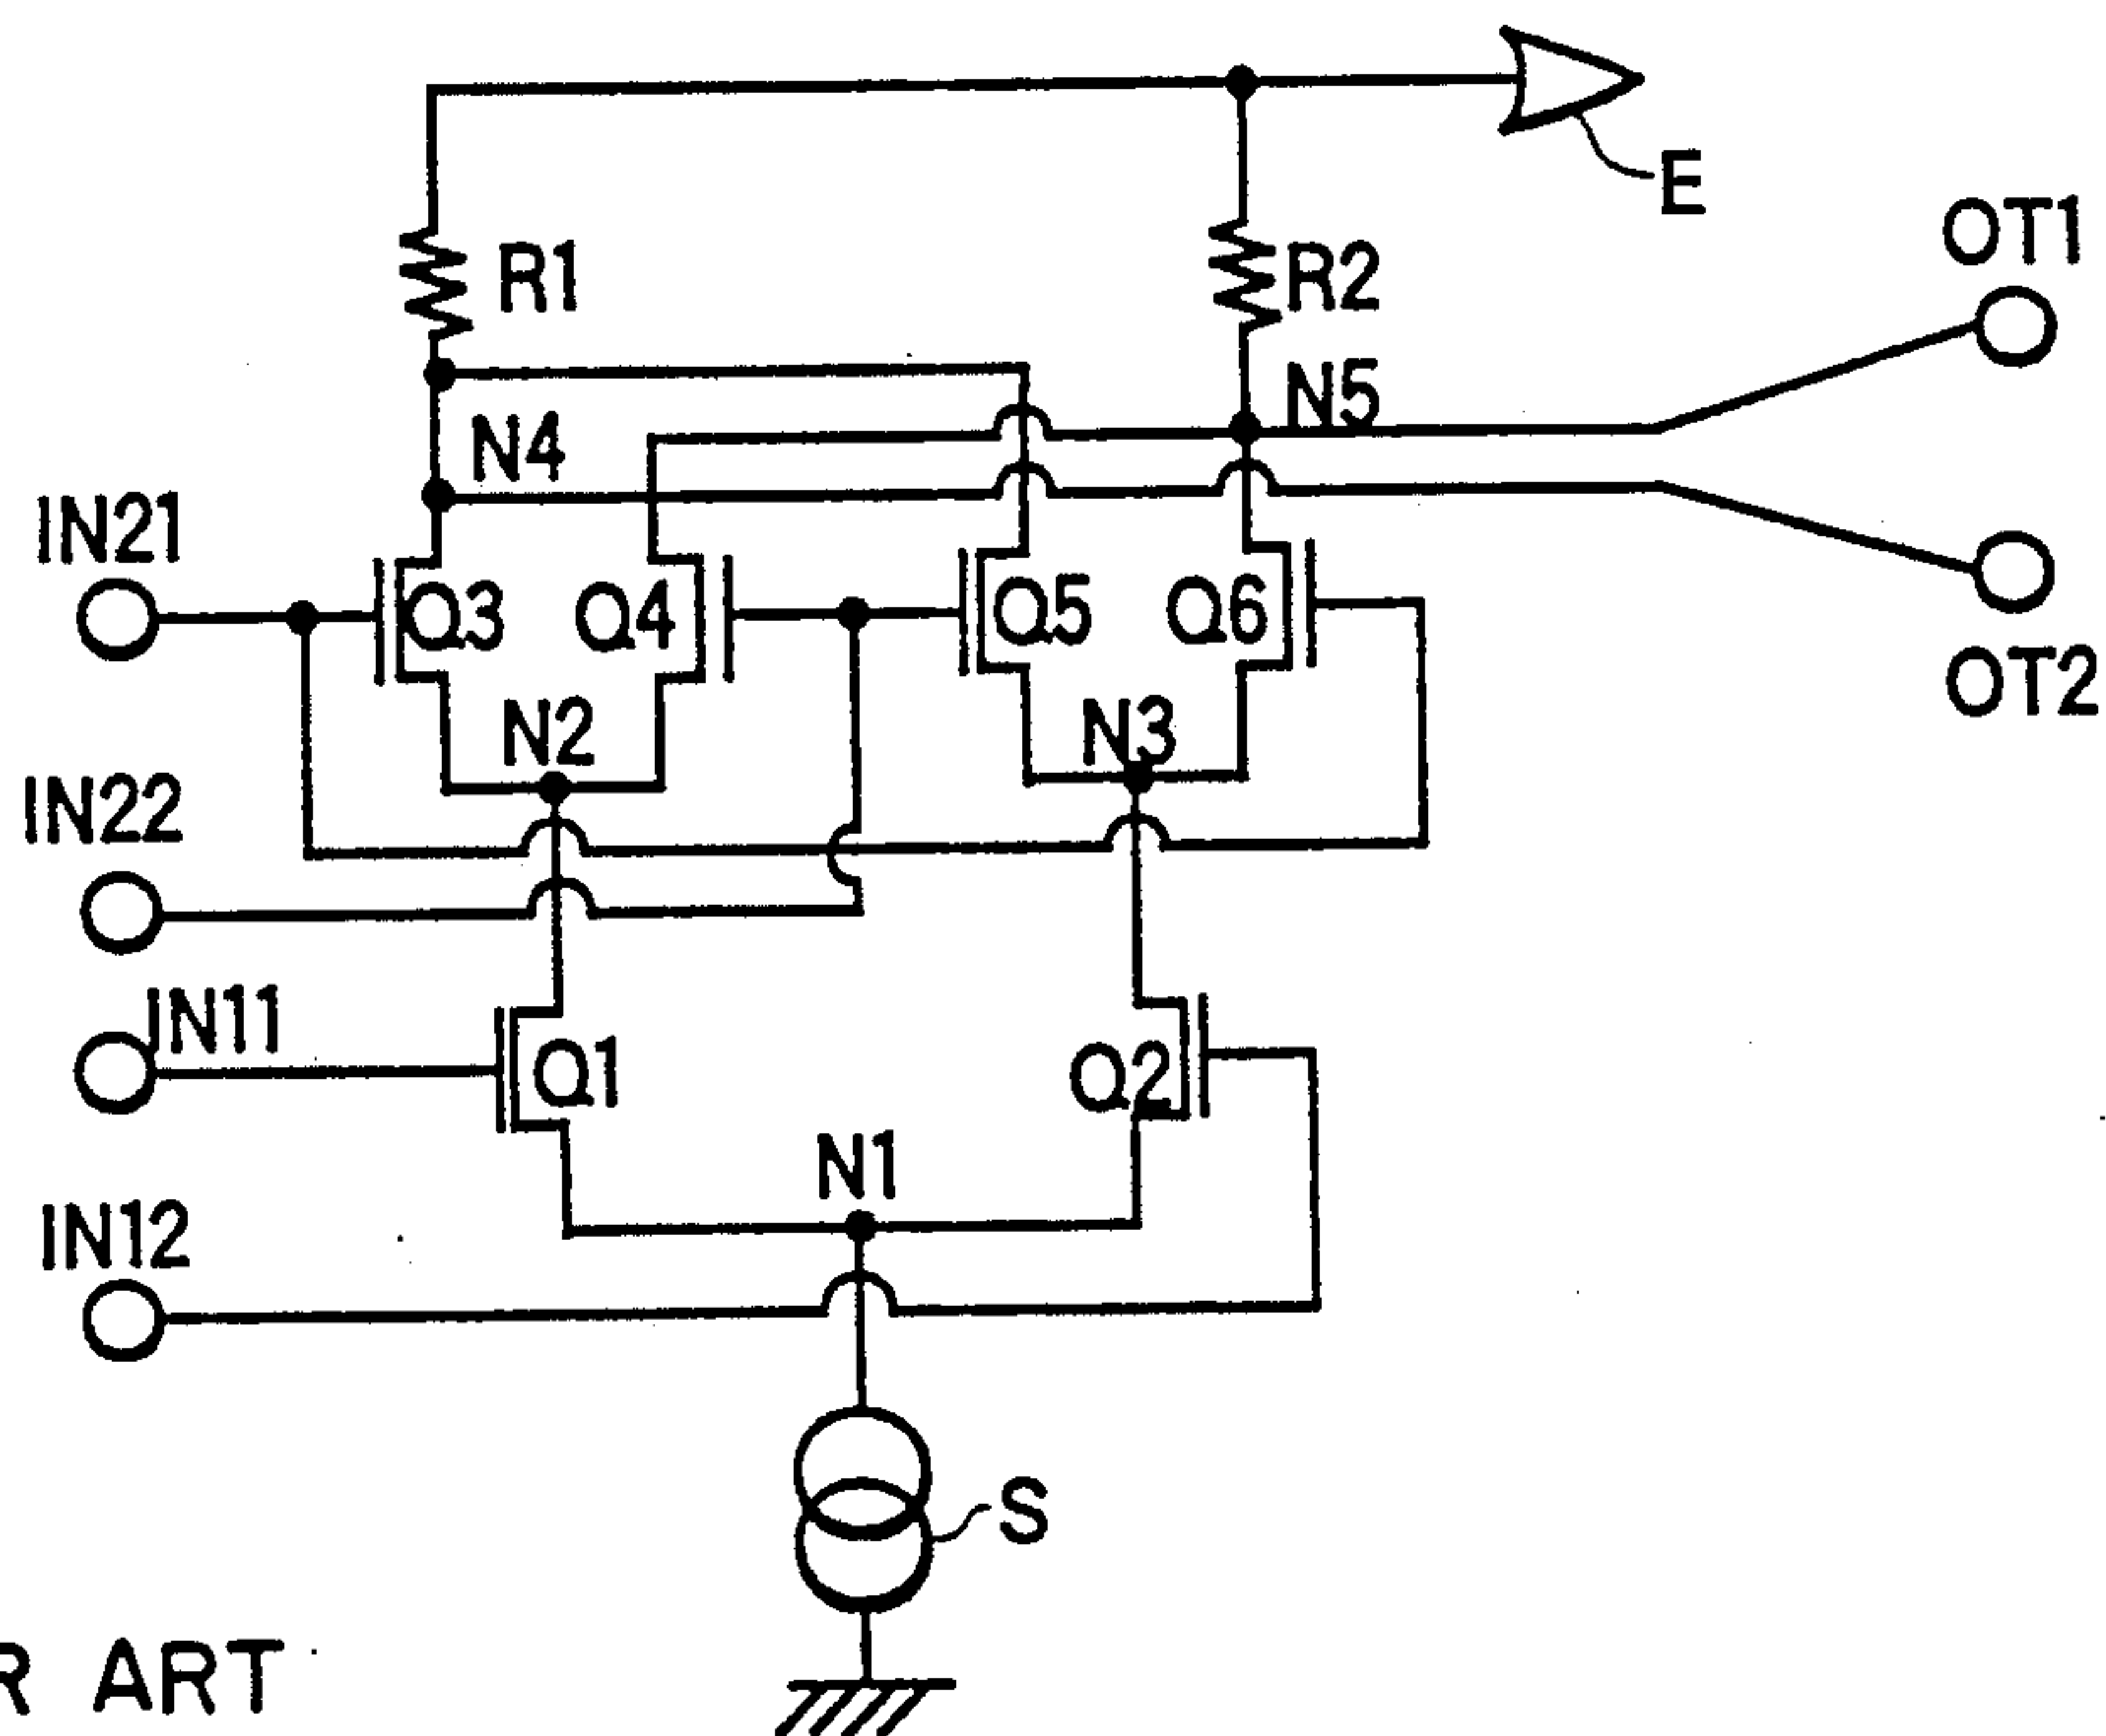 E
OT1
R1
R2
N5
N4
IN21
Q3
Q4
Q5
Q6
OT2
N2
N3
IN22
IN11
Q1
Q2
N1
IN12
S
R ART